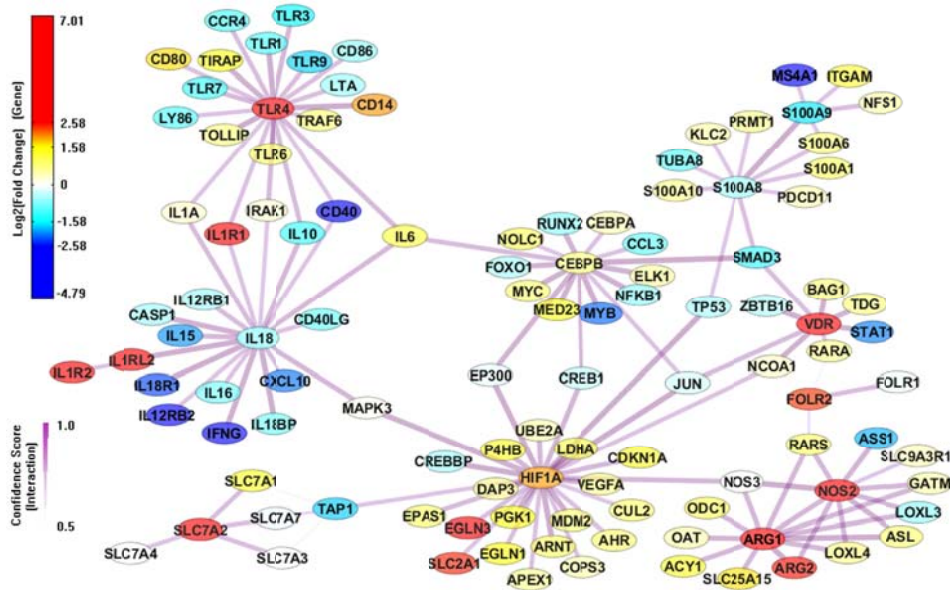 7.01
2.58
1.58
0
-1.58
-2.58
-4.79
Log2[Fold Change] [Gene]
Confidence Score
[Interaction]
1.0
0.5
CCR4
TLR3
TLR1
CD86
CD80
TIRAP
TLR9
TLR7
LTA
LY86
TLR4
CD14
TOLLIP
TRAF6
TLR6
IL1A
IRAK1
CD40
IL1R1
IL10
IL6
IL12RB1
CASP1
CD40LG
IL15
IL18
IL1RL2
IL1R2
IL18R1
IL16
CXCL10
IL12RB2
IFNG
IL18BP
MAPK3
MS4A1
ITGAM
S100A9
NFS1
PRMT1
KLC2
S100A6
TUBA8
S100A1
S100A10
S100A8
PDCD11
RUNX2
CEBPA
NOLC1
CCL3
CEBPB
FOXO1
ELK1
SMAD3
MYC
NFKB1
MED23
MYB
TP53
ZBTB16
BAG1
TDG
VDR
STAT1
RARA
EP300
CREB1
JUN
NCOA1
FOLR2
FOLR1
UBE2A
P4HB
LDHA
CREBBP
CDKN1A
HIF1A
DAP3
VEGFA
EPAS1
PGK1
CUL2
EGLN3
MDM2
AHR
EGLN1
ARNT
SLC2A1
COPS3
APEX1
SLC7A1
SLC7A7
TAP1
SLC7A2
SLC7A4
SLC7A3
RARS
ASS1
SLC9A3R1
NOS3
NOS2
GATM
ODC1
LOXL3
OAT
ARG1
ASL
LOXL4
ACY1
ARG2
SLC25A15